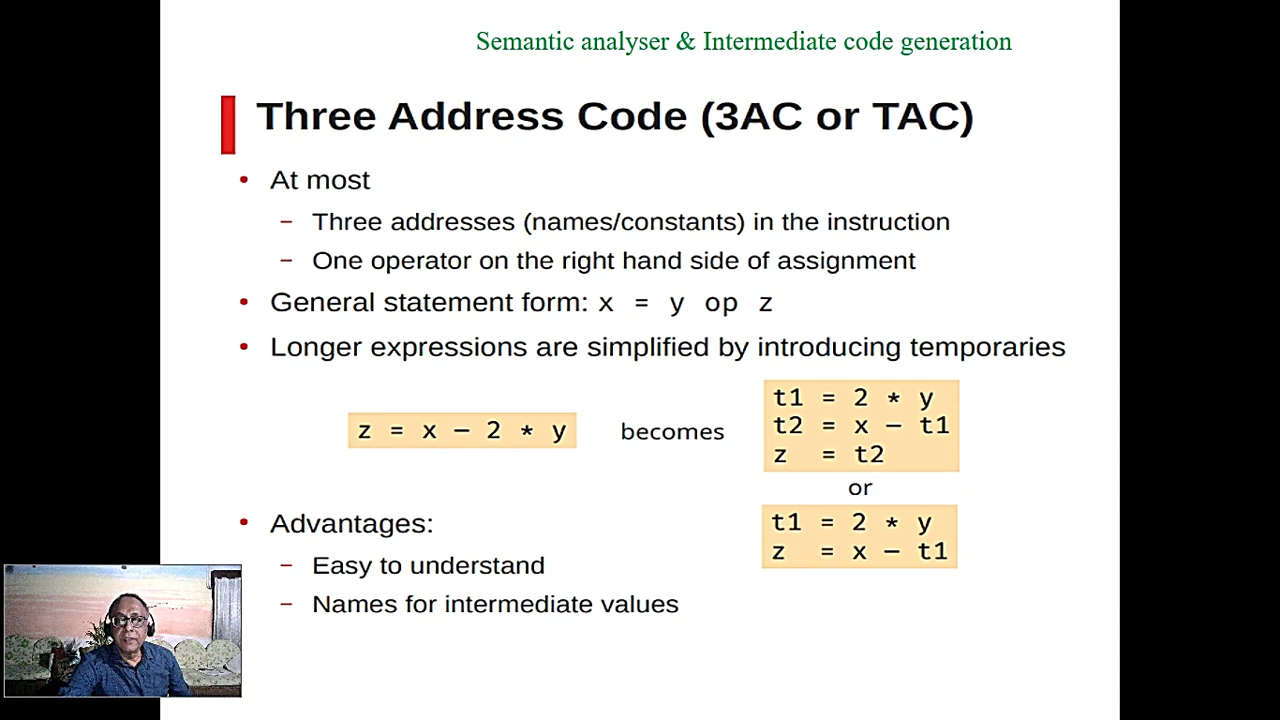 Semantic analyser & Intermediate code generation
Three Address Code (3AC or TAC)
• At most
– Three addresses (names/constants) in the instruction
– One operator on the right hand side of assignment
• General statement form: x = y op z
• Longer expressions are simplified by introducing temporaries
z = x – 2 * y
becomes
t1 = 2 * y
t2 = x – t1
z = t2
or
t1 = 2 * y
z = x – t1
• Advantages:
– Easy to understand
– Names for intermediate values